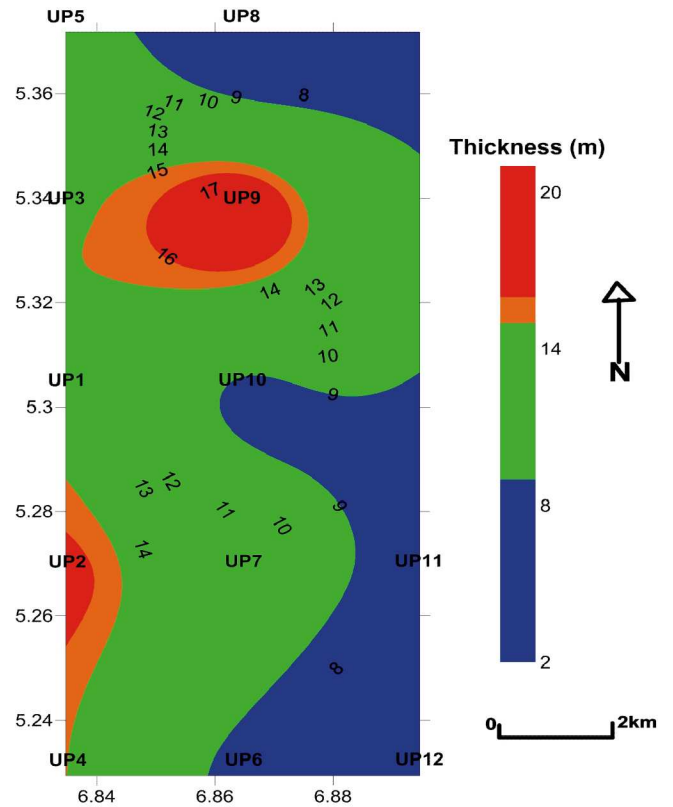 UP5 UP8
5.36
12 11 10 9 8
13
14
15
Thickness (m)
20
14
8
2
5.34 UP3 17 UP9
16
5.32 14 13 12
11
10
N
UP1 UP10
5.3 9
13 12
5.28 11 10 9
14
UP2 UP7 UP11
5.26
8
5.24
UP4 UP6 UP12
6.84 6.86 6.88
0 2km